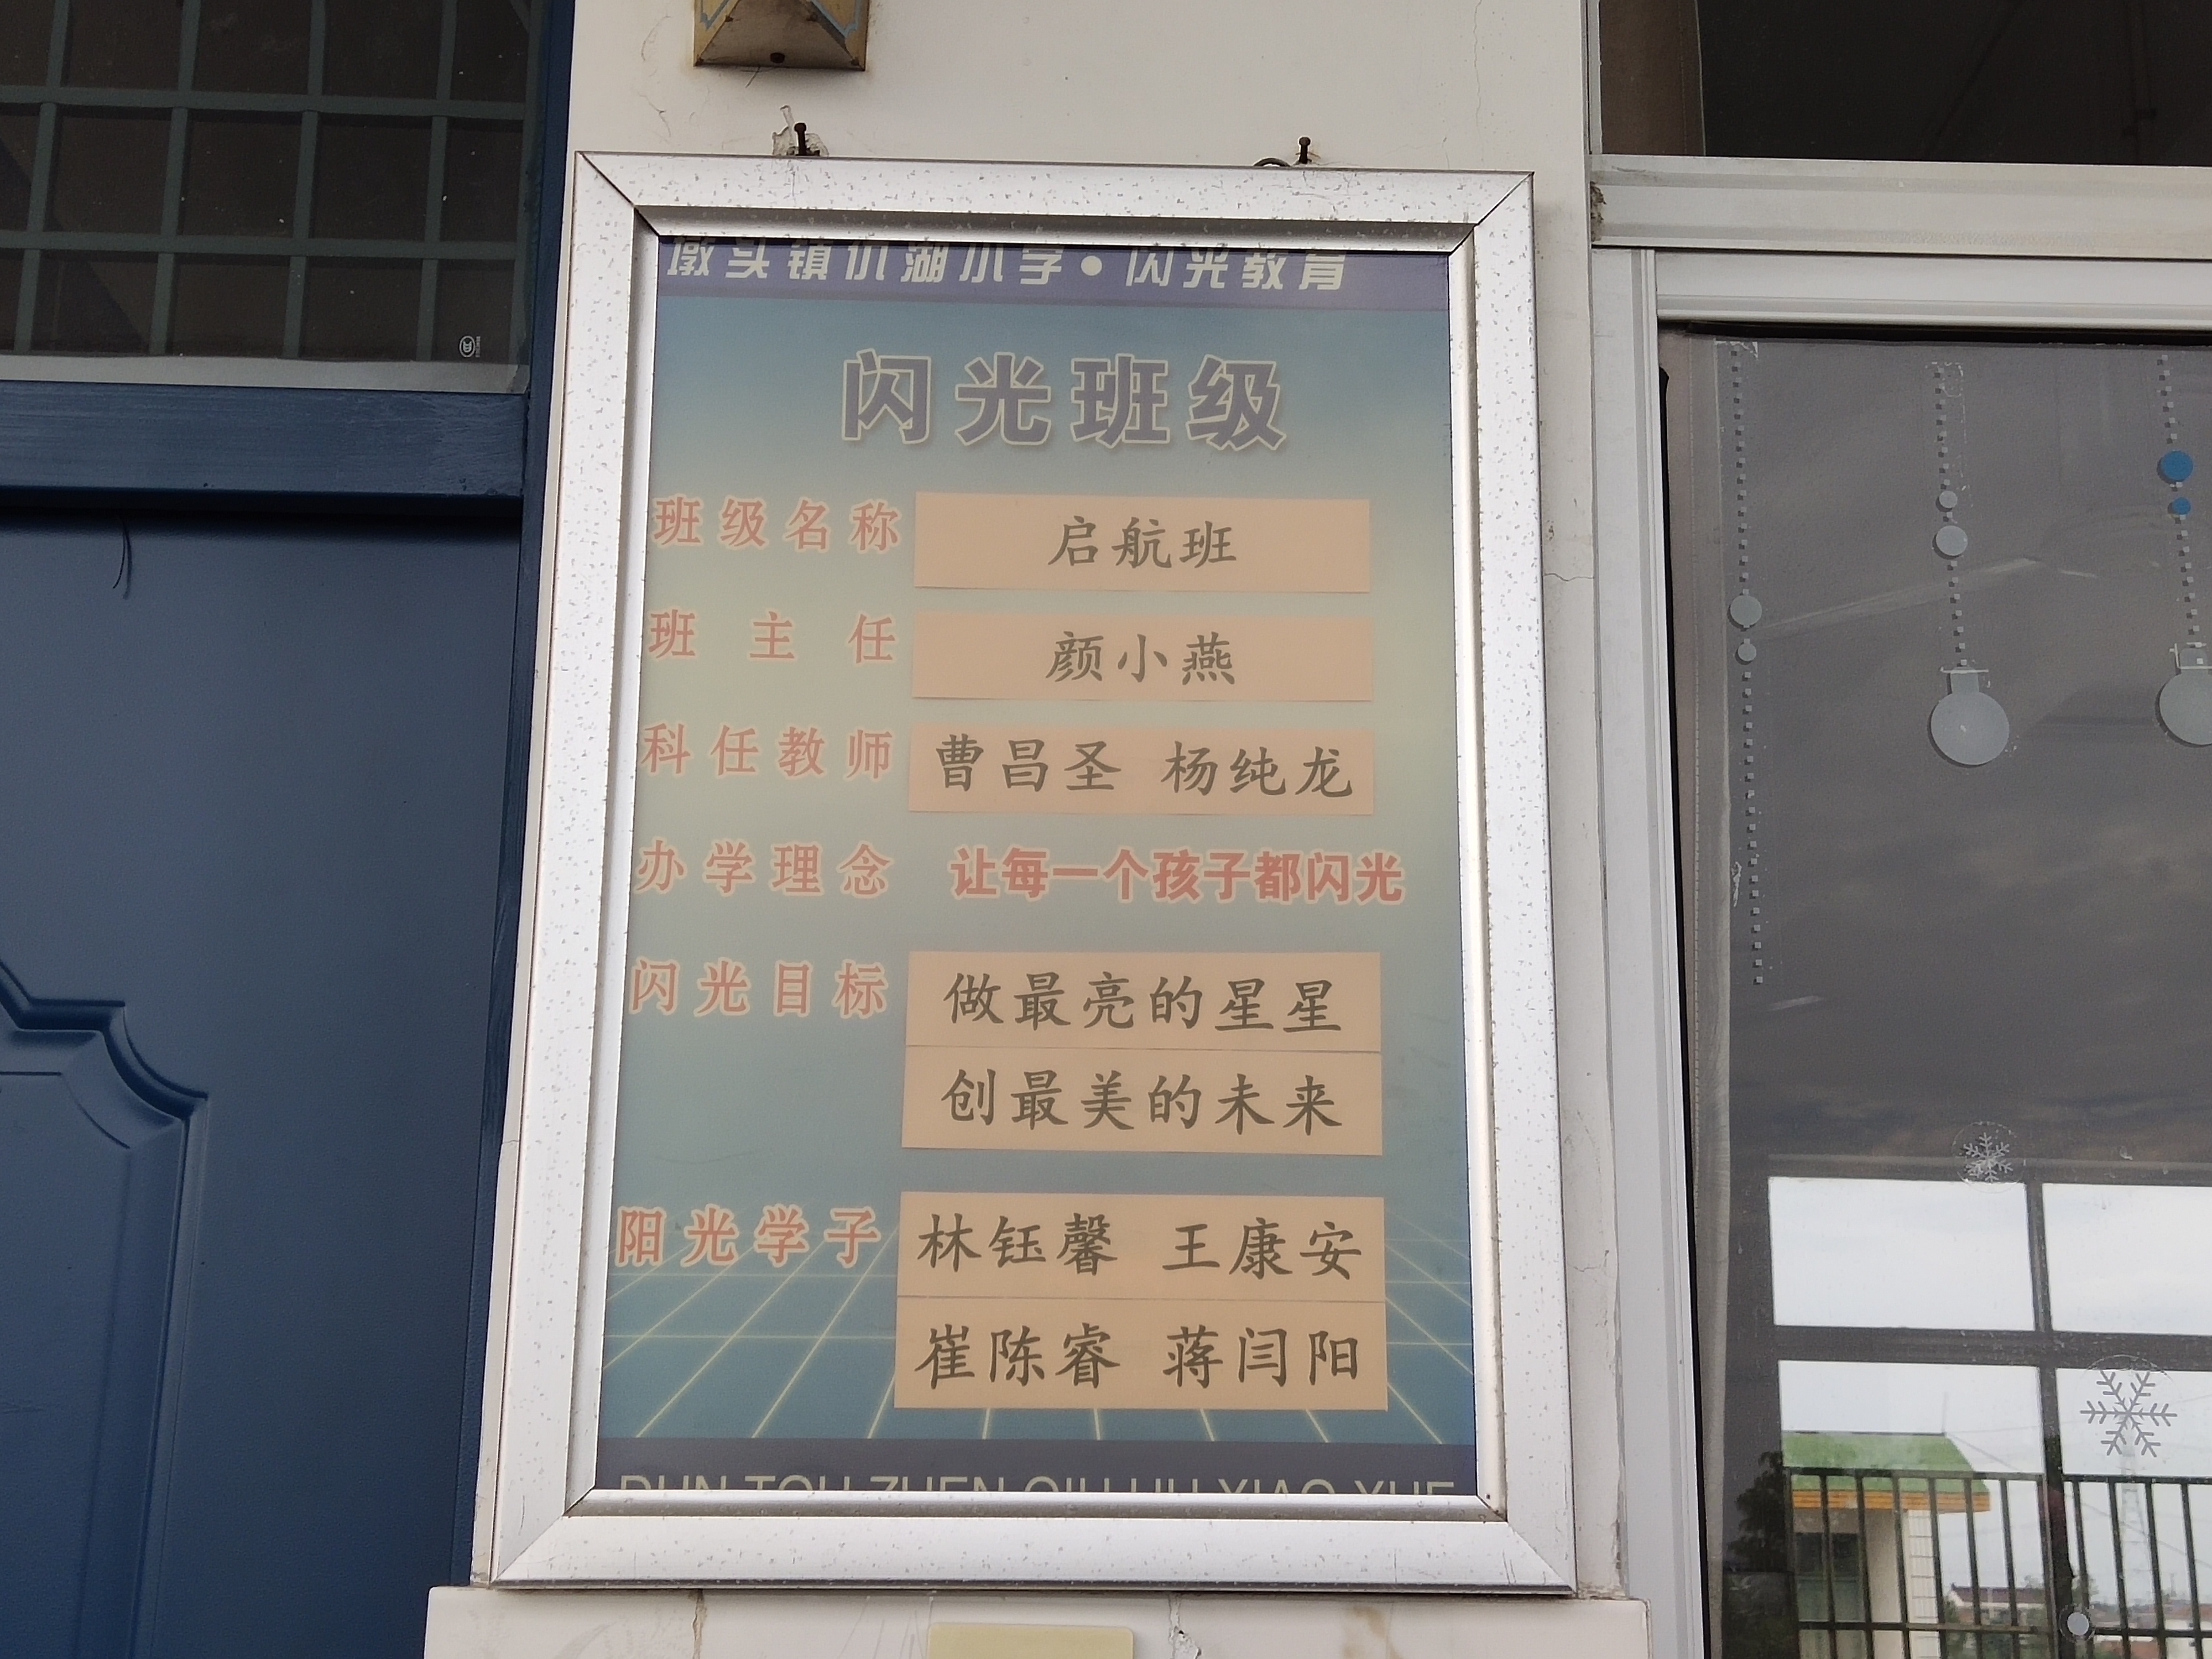 墩头镇仇湖小学•闪光教育
闪光班级
班级名称 启航班
班主任 颜小燕
科任教师 曹昌圣 杨纯龙
办学理念 让每一个孩子都闪光
闪光目标 做最亮的星星
创最美的未来
阳光学子 林钰馨 王康安
崔陈睿 蒋闫阳
DUN TOU ZHEN QIU HU XIAO XUE